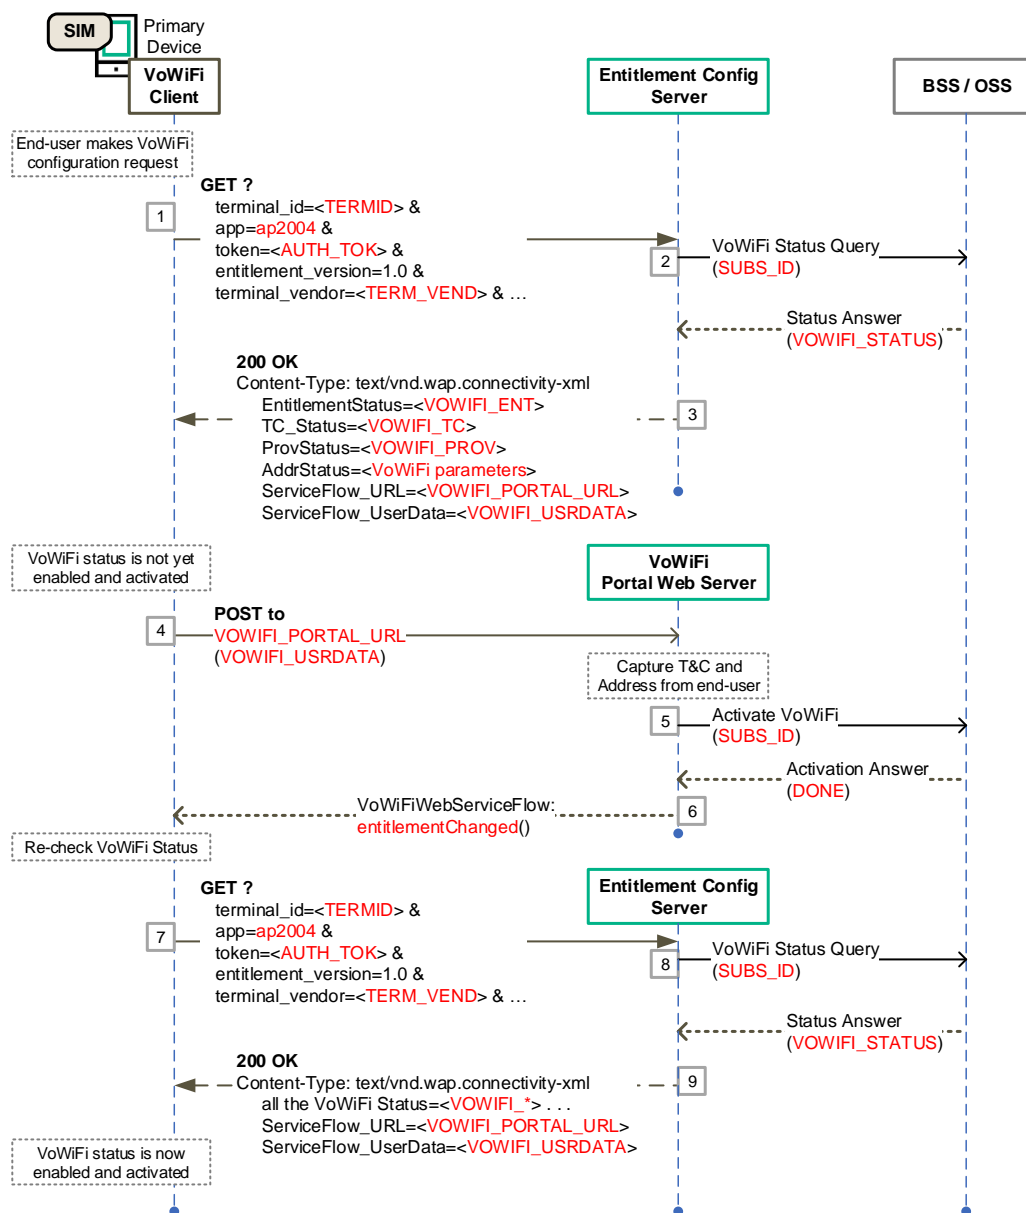 SIM
Primary
Device
VoWiFi
Client
Entitlement Config
Server
BSS / OSS
End-user makes VoWiFi
configuration request
GET ?
1
terminal_id=<TERMID> &
app=ap2004 &
token=<AUTH_TOK> &
entitlement_version=1.0 &
terminal_vendor=<TERM_VEND> & …
2
VoWiFi Status Query
(SUBS_ID)
Status Answer
(VOWIFI_STATUS)
200 OK
Content-Type: text/vnd.wap.connectivity-xml
EntitlementStatus=<VOWIFI_ENT>
3
TC_Status=<VOWIFI_TC>
ProvStatus=<VOWIFI_PROV>
AddrStatus=<VoWiFi parameters>
ServiceFlow_URL=<VOWIFI_PORTAL_URL>
ServiceFlow_UserData=<VOWIFI_USRDATA>
VoWiFi status is not yet
enabled and activated
VoWiFi
Portal Web Server
4
POST to
VOWIFI_PORTAL_URL
(VOWIFI_USRDATA)
Capture T&C and
Address from end-user
5
Activate VoWiFi
(SUBS_ID)
Activation Answer
(DONE)
VoWiFiWebServiceFlow:
entitlementChanged()
6
Re-check VoWiFi Status
GET ?
7
terminal_id=<TERMID> &
app=ap2004 &
token=<AUTH_TOK> &
entitlement_version=1.0 &
terminal_vendor=<TERM_VEND> & …
Entitlement Config
Server
8
VoWiFi Status Query
(SUBS_ID)
Status Answer
(VOWIFI_STATUS)
200 OK
Content-Type: text/vnd.wap.connectivity-xml
9
all the VoWiFi Status=<VOWIFI_*> . . .
ServiceFlow_URL=<VOWIFI_PORTAL_URL>
ServiceFlow_UserData=<VOWIFI_USRDATA>
VoWiFi status is now
enabled and activated